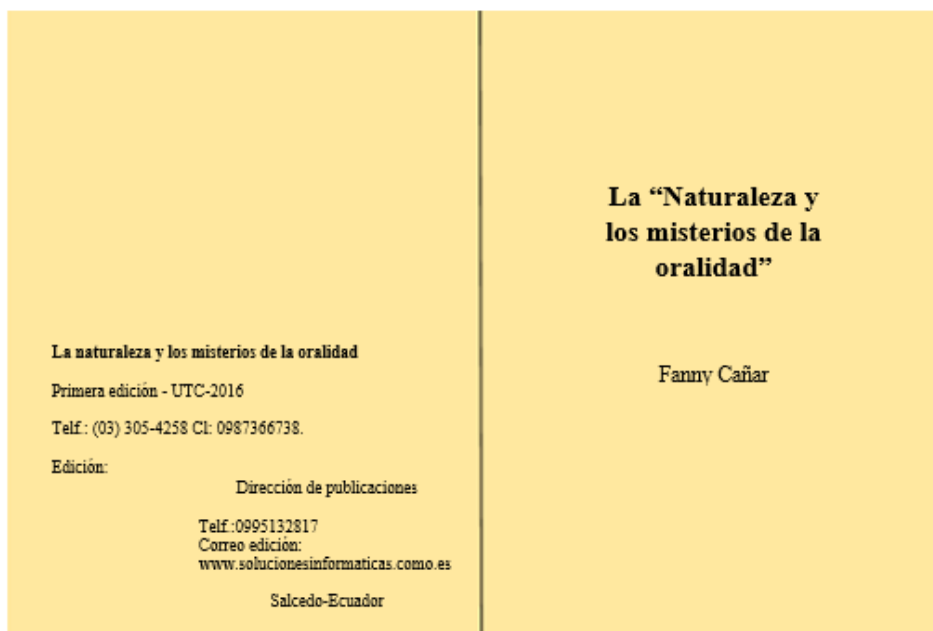 La naturaleza y los misterios de la oralidad
Primera edición - UTC-2016
Telf.: (03) 305-4258 Cl: 0987366738.
Edición:
Dirección de publicaciones
Telf.:0995132817
Correo edición:
www.solucionesinformaticas.como.es
Salcedo-Ecuador
La “Naturaleza y
los misterios de la
oralidad”
Fanny Cañar